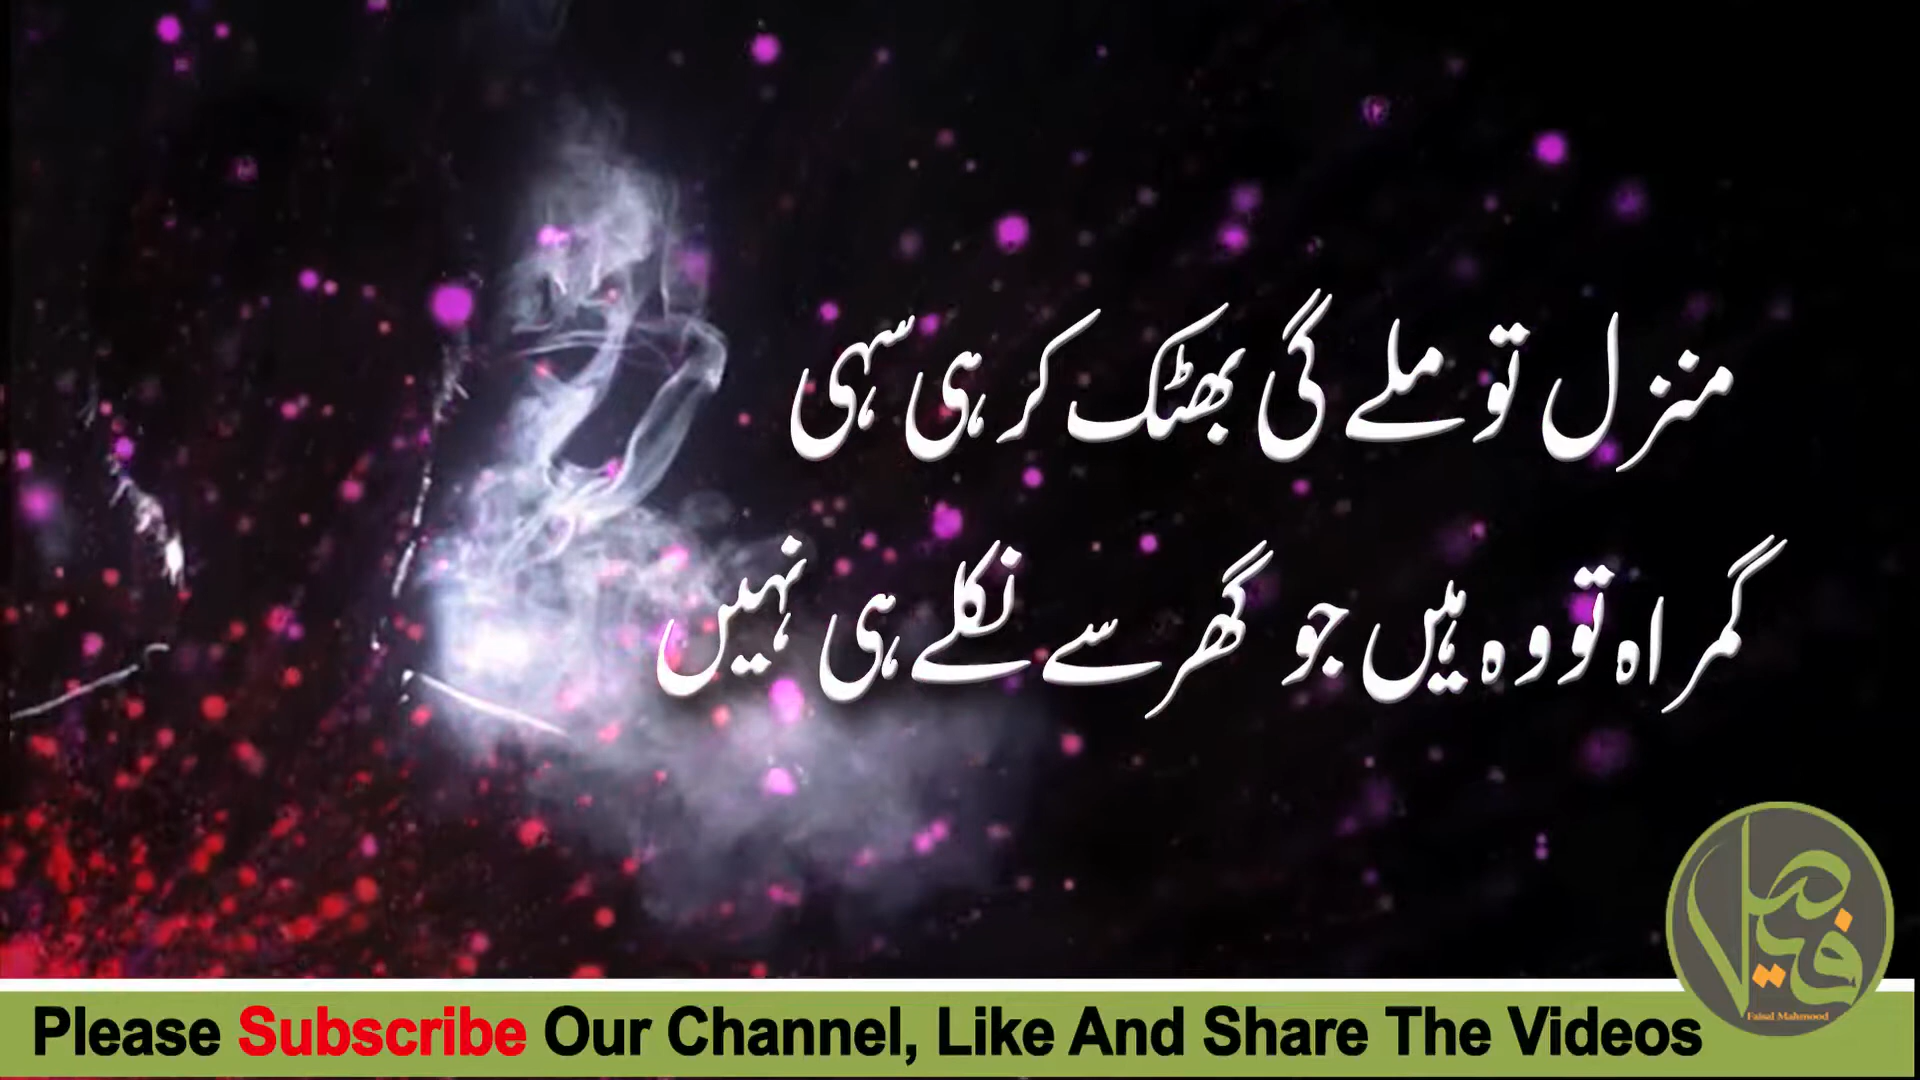 منزل تو ملے گی بھٹک کر ہی سہی
گمراہ تو وہ ہیں جو گھر سے نکلے ہی نہیں
فیصل
Faisal Mahmood
Please Subscribe Our Channel, Like And Share The Videos